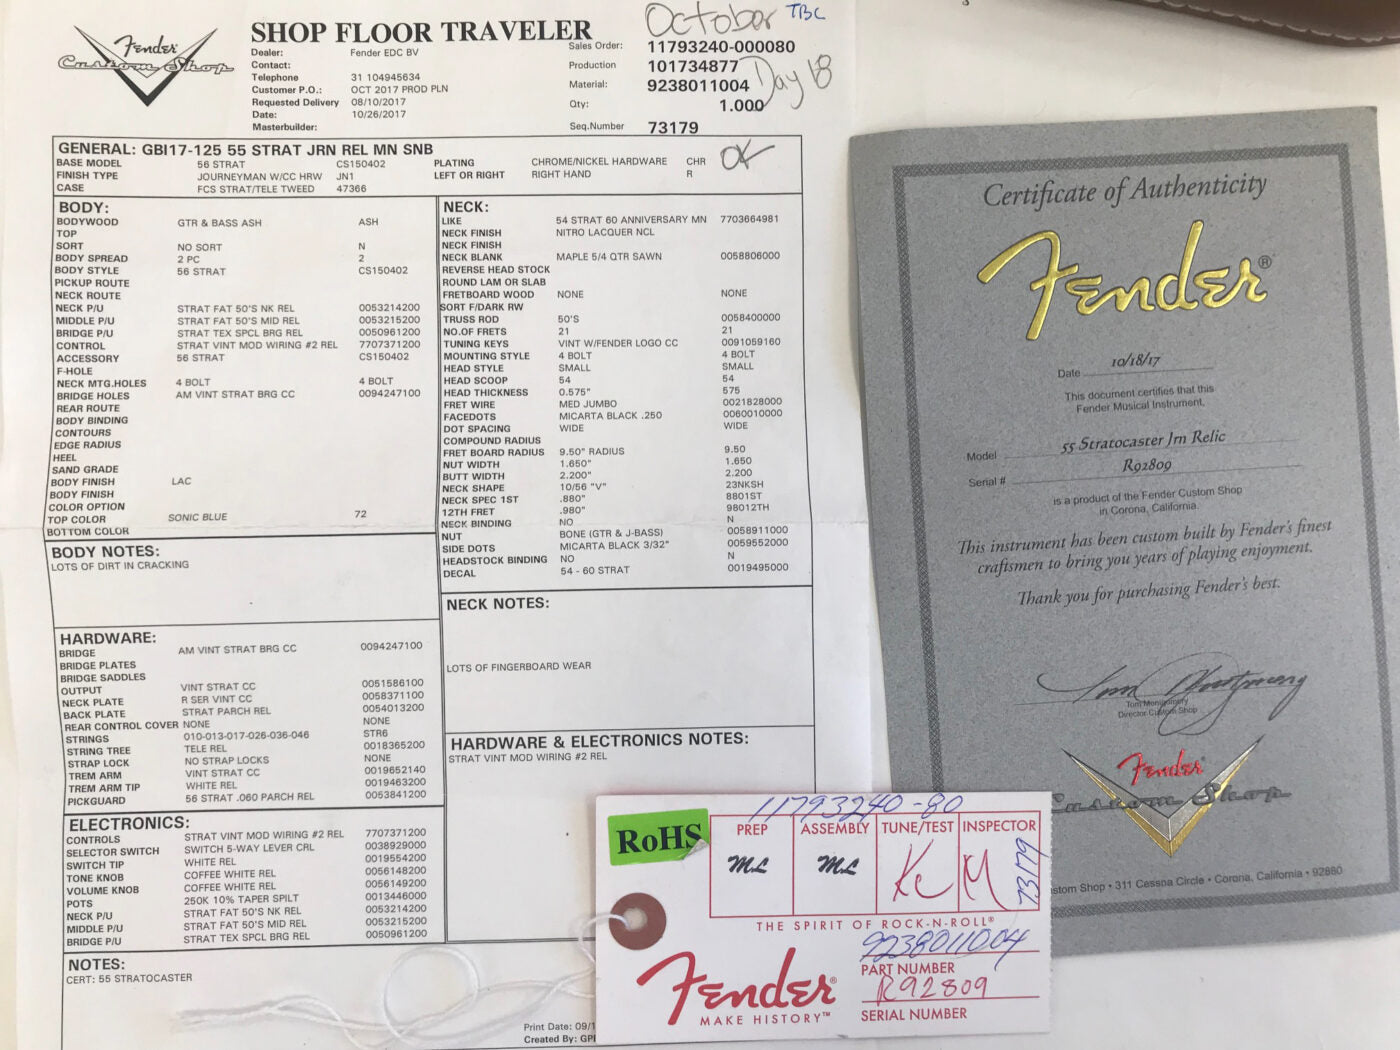 Fender
Custom Shop
SHOP FLOOR TRAVELER
October TBC
Day 18
Dealer: Fender EDC BV
Contact:
Telephone 31 104945634
Customer P.O.: OCT 2017 PROD PLN
Requested Delivery 08/10/2017
Date: 10/26/2017
Masterbuilder:
Sales Order: 11793240-000080
Production 101734877
Material: 9238011004
Qty: 1.000
Seq.Number 73179
GENERAL: GBI17-125 55 STRAT JRN REL MN SNB
OK
BASE MODEL 56 STRAT CS150402 PLATING CHROME/NICKEL HARDWARE CHR
FINISH TYPE JOURNEYMAN W/CC HRW JN1 LEFT OR RIGHT RIGHT HAND R
CASE FCS STRAT/TELE TWEED 47366
BODY:
BODYWOOD GTR & BASS ASH ASH
TOP
SORT NO SORT N
BODY SPREAD 2 PC 2
BODY STYLE 56 STRAT CS150402
PICKUP ROUTE
NECK ROUTE
NECK P/U STRAT FAT 50'S NK REL 0053214200
MIDDLE P/U STRAT FAT 50'S MID REL 0053215200
BRIDGE P/U STRAT TEX SPCL BRG REL 0050961200
CONTROL STRAT VINT MOD WIRING #2 REL 7707371200
ACCESSORY 56 STRAT CS150402
F-HOLE
NECK MTG.HOLES 4 BOLT 4 BOLT
BRIDGE HOLES AM VINT STRAT BRG CC 0094247100
REAR ROUTE
BODY BINDING
CONTOURS
EDGE RADIUS
HEEL
SAND GRADE
BODY FINISH LAC
BODY FINISH
COLOR OPTION
TOP COLOR SONIC BLUE 72
BOTTOM COLOR
BODY NOTES:
LOTS OF DIRT IN CRACKING
HARDWARE:
BRIDGE AM VINT STRAT BRG CC 0094247100
BRIDGE PLATES
BRIDGE SADDLES
OUTPUT VINT STRAT CC 0051586100
NECK PLATE R SER VINT CC 0058371100
BACK PLATE STRAT PARCH REL 0054013200
REAR CONTROL COVER NONE NONE
STRINGS 010-013-017-026-036-046 STR6
STRING TREE TELE REL 0018365200
STRAP LOCK NO STRAP LOCKS NONE
TREM ARM VINT STRAT CC 0019652140
TREM ARM TIP WHITE REL 0019463200
PICKGUARD 56 STRAT .060 PARCH REL 0053841200
ELECTRONICS:
CONTROLS STRAT VINT MOD WIRING #2 REL 7707371200
SELECTOR SWITCH SWITCH 5-WAY LEVER CRL 0038929000
SWITCH TIP WHITE REL 0019554200
TONE KNOB COFFEE WHITE REL 0056148200
VOLUME KNOB COFFEE WHITE REL 0056149200
POTS 250K 10% TAPER SPILT 0013446000
NECK P/U STRAT FAT 50'S NK REL 0053214200
MIDDLE P/U STRAT FAT 50'S MID REL 0053215200
BRIDGE P/U STRAT TEX SPCL BRG REL 0050961200
NOTES:
CERT: 55 STRATOCASTER
NECK:
LIKE 54 STRAT 60 ANNIVERSARY MN 7703664981
NECK FINISH NITRO LACQUER NCL
NECK FINISH
NECK BLANK MAPLE 5/4 QTR SAWN 0058806000
REVERSE HEAD STOCK
ROUND LAM OR SLAB
FRETBOARD WOOD NONE NONE
SORT F/DARK RW
TRUSS ROD 50'S 0058400000
NO.OF FRETS 21 21
TUNING KEYS VINT W/FENDER LOGO CC 0091059160
MOUNTING STYLE 4 BOLT 4 BOLT
HEAD STYLE SMALL SMALL
HEAD SCOOP 54 54
HEAD THICKNESS 0.575" 575
FRET WIRE MED JUMBO 0021828000
FACEDOTS MICARTA BLACK .250 0060010000
DOT SPACING WIDE WIDE
COMPOUND RADIUS
FRET BOARD RADIUS 9.50" RADIUS 9.50
NUT WIDTH 1.650" 1.650
BUTT WIDTH 2.200" 2.200
NECK SHAPE 10/56 "V" 23NKSH
NECK SPEC 1ST .880" 8801ST
12TH FRET .980" 98012TH
NECK BINDING NO N
NUT BONE (GTR & J-BASS) 0058911000
SIDE DOTS MICARTA BLACK 3/32" 0059552000
HEADSTOCK BINDING NO N
DECAL 54 - 60 STRAT 0019495000
NECK NOTES:
LOTS OF FINGERBOARD WEAR
HARDWARE & ELECTRONICS NOTES:
STRAT VINT MOD WIRING #2 REL
Print Date: 09/1
Created By: GP
RoHS
11793240-80
PREP ASSEMBLY TUNE/TEST INSPECTOR
ML ML KC
73179
THE SPIRIT OF ROCK-N-ROLL®
9238011004
PART NUMBER
R92809
SERIAL NUMBER
Fender®
MAKE HISTORY™
Certificate of Authenticity
Fender®
Date 10/18/17
This document certifies that this
Fender Musical Instrument,
Model 55 Stratocaster Jrn Relic
Serial # R92809
is a product of the Fender Custom Shop
in Corona, California.
This instrument has been custom built by Fender's finest
craftsmen to bring you years of playing enjoyment.
Thank you for purchasing Fender's best.
Tom Montgomery
Tom Montgomery
Director Custom Shop
Fender
Custom Shop
stom Shop • 311 Cessna Circle • Corona, California • 92880